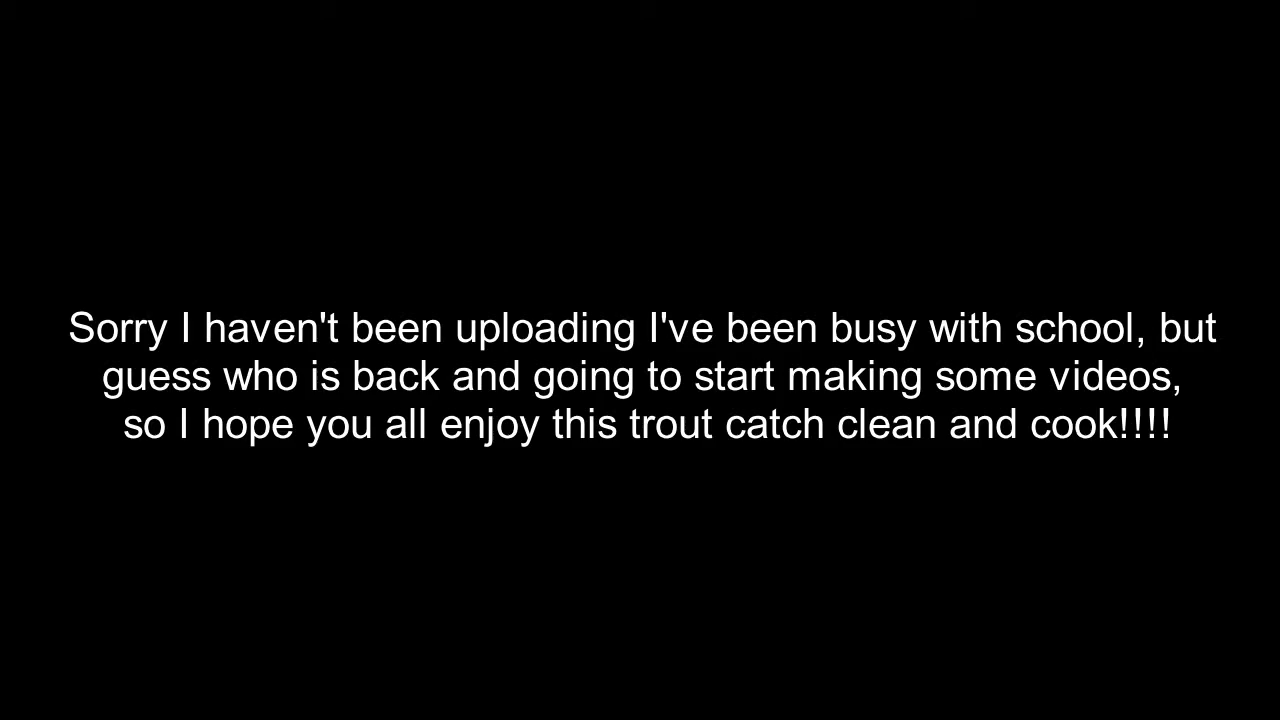 Sorry I haven't been uploading I've been busy with school, but
guess who is back and going to start making some videos,
so I hope you all enjoy this trout catch clean and cook!!!!